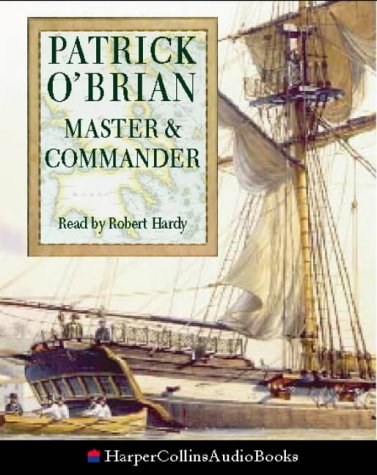 PATRICK
O'BRIAN
MASTER &
COMMANDER
Read by Robert Hardy
HarperCollinsAudioBooks